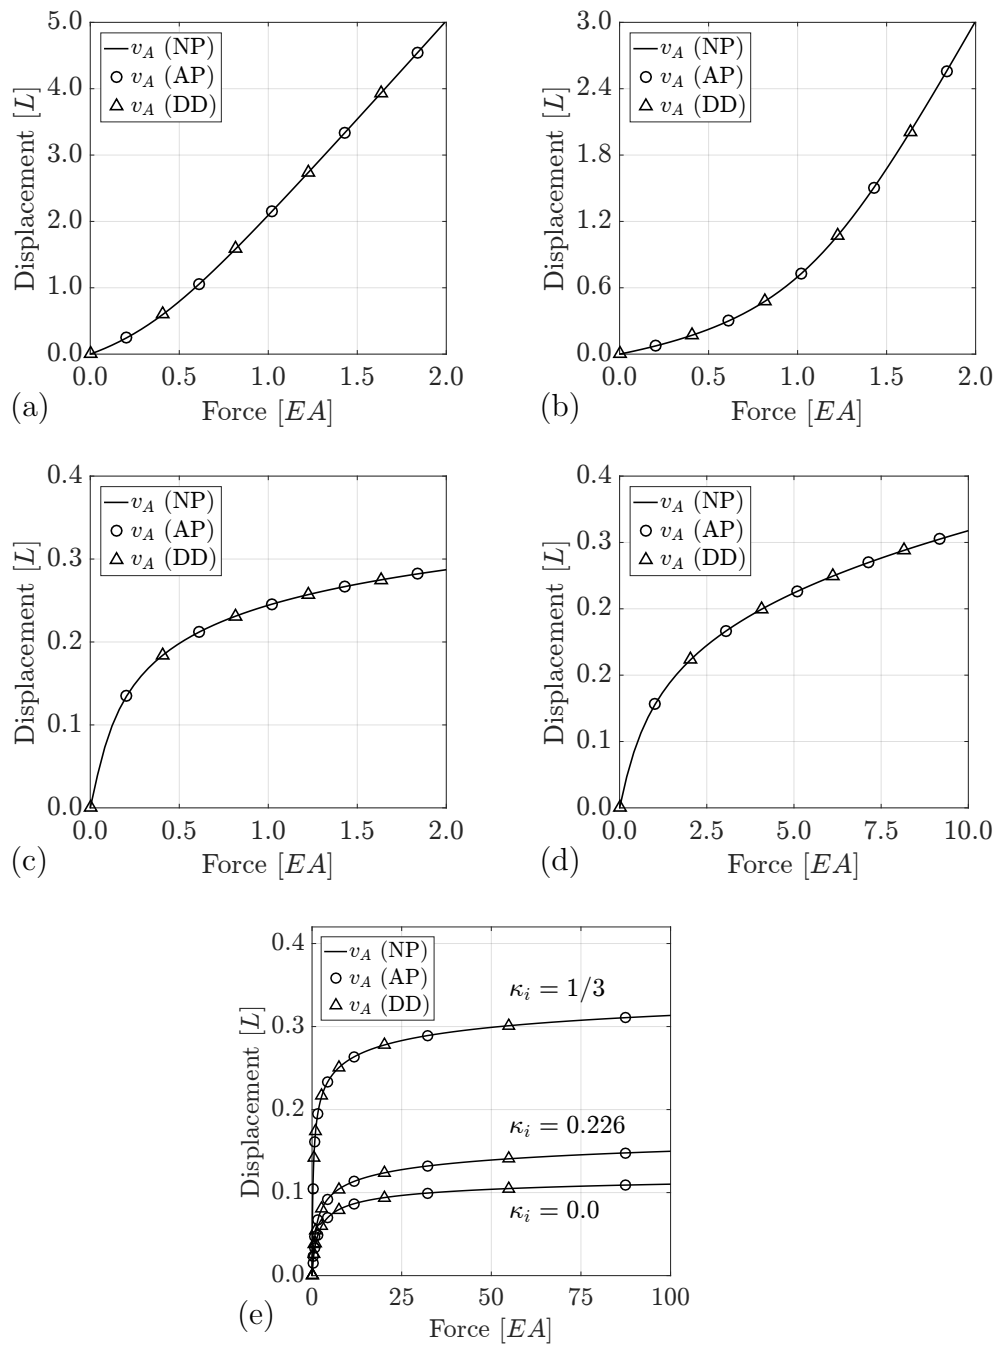 5.0
4.0
3.0
2.0
1.0
0.0
Displacement [L]
v_A (NP)
v_A (AP)
v_A (DD)
0.0 0.5 1.0 1.5 2.0
Force [EA]
(a)
3.0
2.4
1.8
1.2
0.6
0.0
Displacement [L]
v_A (NP)
v_A (AP)
v_A (DD)
0.0 0.5 1.0 1.5 2.0
Force [EA]
(b)
0.4
0.3
0.2
0.1
0.0
Displacement [L]
v_A (NP)
v_A (AP)
v_A (DD)
0.0 0.5 1.0 1.5 2.0
Force [EA]
(c)
0.4
0.3
0.2
0.2
0.1
0.0
Displacement [L]
v_A (NP)
v_A (AP)
v_A (DD)
0.0 2.5 5.0 7.5 10.0
Force [EA]
(d)
0.4
0.3
0.2
0.1
0.0
Displacement [L]
v_A (NP)
v_A (AP)
v_A (DD)
κ_i = 1/3
κ_i = 0.226
κ_i = 0.0
0 25 50 75 100
Force [EA]
(e)